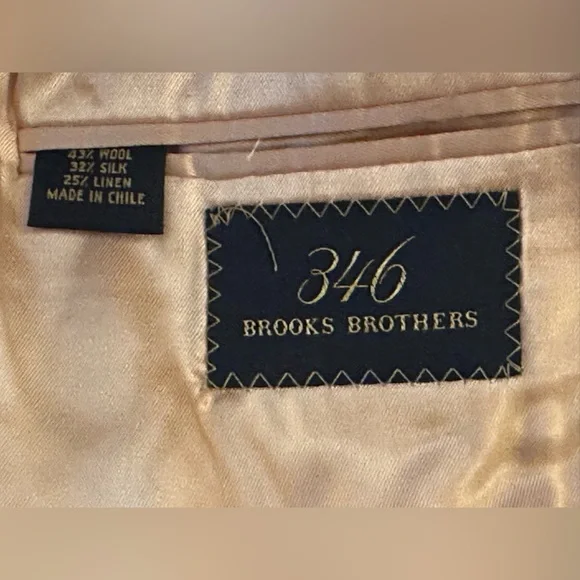 43% WOOL
32% SILK
25% LINEN
MADE IN CHILE
346
BROOKS BROTHERS